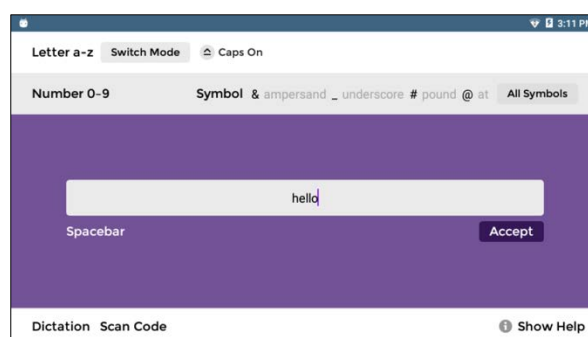 3:11 PM
Letter a-z Switch Mode Caps On
Number 0-9 Symbol & ampersand _ underscore # pound @ at All Symbols
hello
Spacebar Accept
Dictation Scan Code Show Help